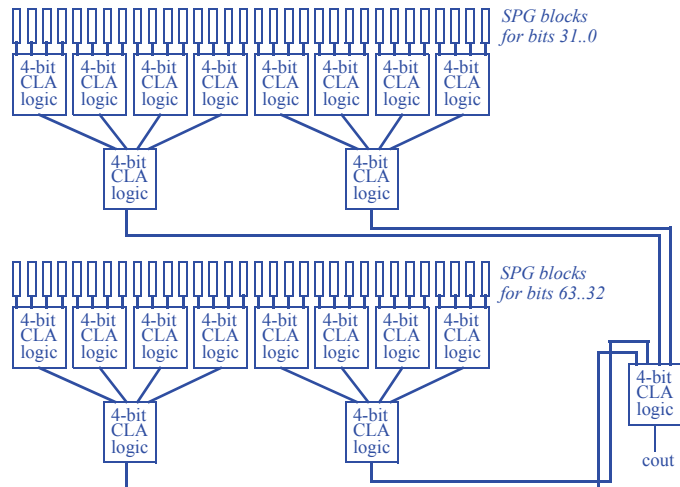 SPG blocks
for bits 31..0
4-bit 4-bit 4-bit 4-bit 4-bit 4-bit 4-bit 4-bit
CLA CLA CLA CLA CLA CLA CLA CLA
logic logic logic logic logic logic logic logic
4-bit 4-bit
CLA CLA
logic logic
SPG blocks
for bits 63..32
4-bit 4-bit 4-bit 4-bit 4-bit 4-bit 4-bit 4-bit
CLA CLA CLA CLA CLA CLA CLA CLA
logic logic logic logic logic logic logic logic
4-bit
CLA
logic
4-bit 4-bit
CLA CLA
logic logic
cout